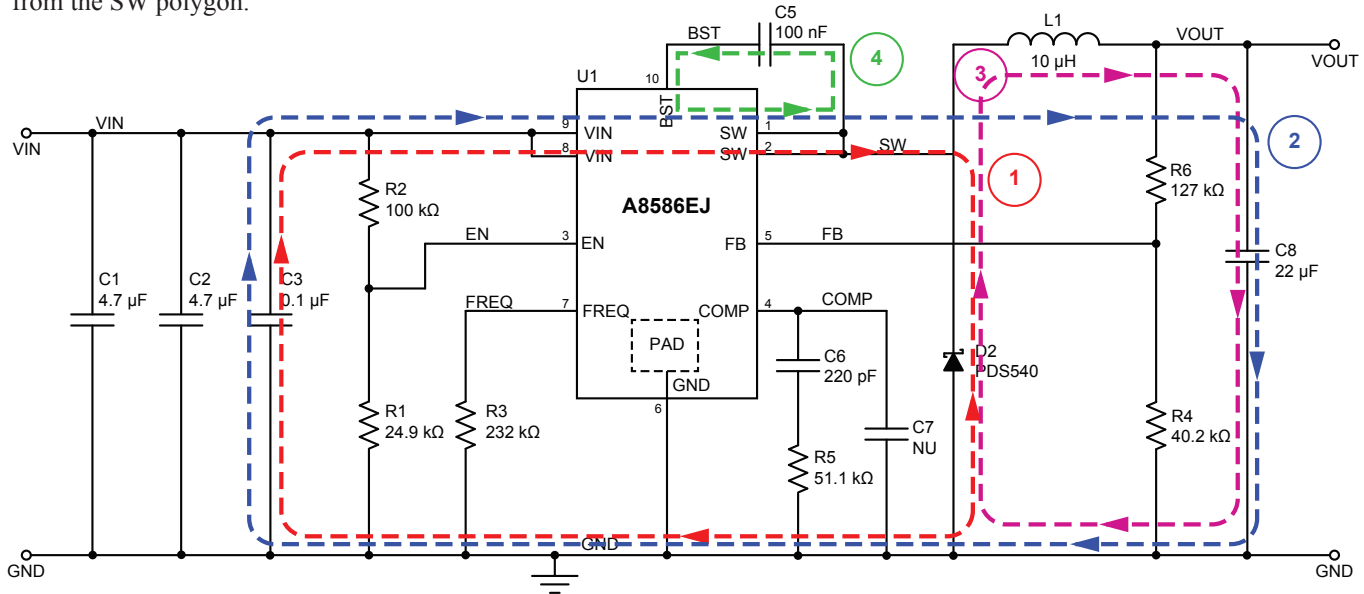 from the SW polygon.
C5
100 nF
BST
4
L1
10 µH
VOUT
VOUT
3
U1
10
BST
VIN
VIN
9
VIN
8
VIN
SW
1
SW
2
SW
2
1
R2
100 kΩ
A8586EJ
R6
127 kΩ
EN
3
EN
FB
5
FB
C1
4.7 µF
C2
4.7 µF
C3
0.1 µF
C8
22 µF
FREQ
7
FREQ
COMP
4
COMP
PAD
GND
6
C6
220 pF
D2
PDS540
R1
24.9 kΩ
R3
232 kΩ
C7
NU
R4
40.2 kΩ
R5
51.1 kΩ
GND
GND
GND